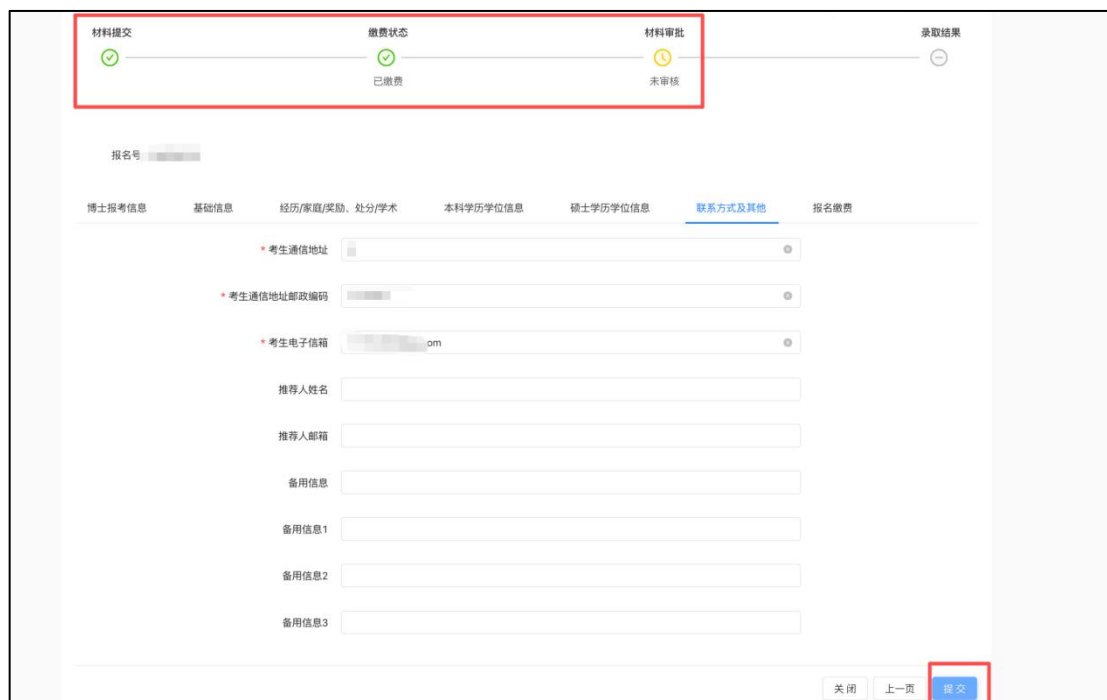 材料提交 缴费状态 材料审批 录取结果
已缴费 未审核
报名号
博士报考信息 基础信息 经历/家庭/奖励、处分/学术 本科学历学位信息 硕士学历学位信息 联系方式及其他 报名缴费
* 考生通信地址
* 考生通信地址邮政编码
* 考生电子信箱 om
推荐人姓名
推荐人邮箱
备用信息
备用信息1
备用信息2
备用信息3
关闭 上一页 提交